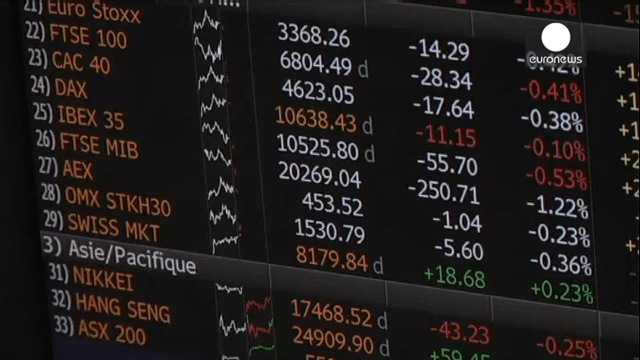 euronews
-1.35%
21) Euro Stoxx 3368.26 -14.29 -0.42%
22) FTSE 100 6804.49 d -28.34 -0.41%
23) CAC 40 4623.05 -17.64 -0.38%
24) DAX 10638.43 d -11.15 -0.10%
25) IBEX 35 10525.80 d -55.70 -0.53%
26) FTSE MIB 20269.04 -250.71 -1.22%
27) AEX 453.52 -1.04 -0.23%
28) OMX STKH30 1530.79 -5.60 -0.36%
29) SWISS MKT 8179.84 d +18.68 +0.23%
3) Asie/Pacifique
31) NIKKEI 17468.52 d -43.23 -0.25%
32) HANG SENG 24909.90 d
33) ASX 200